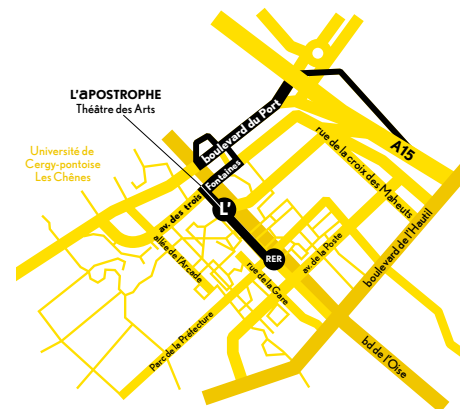 L'aPOSTROPHE
Théâtre des Arts
boulevard du Port
A15
Université de
Cergy-pontoise
Les Chênes
rue de la croix des Maheuts
Fontaines
av. des trois
L'
allée de l'Arcade
RER
av. de la Poste
rue de la Gare
boulevard de l'Hautil
Parc de la Préfecture
bd de l'Oise